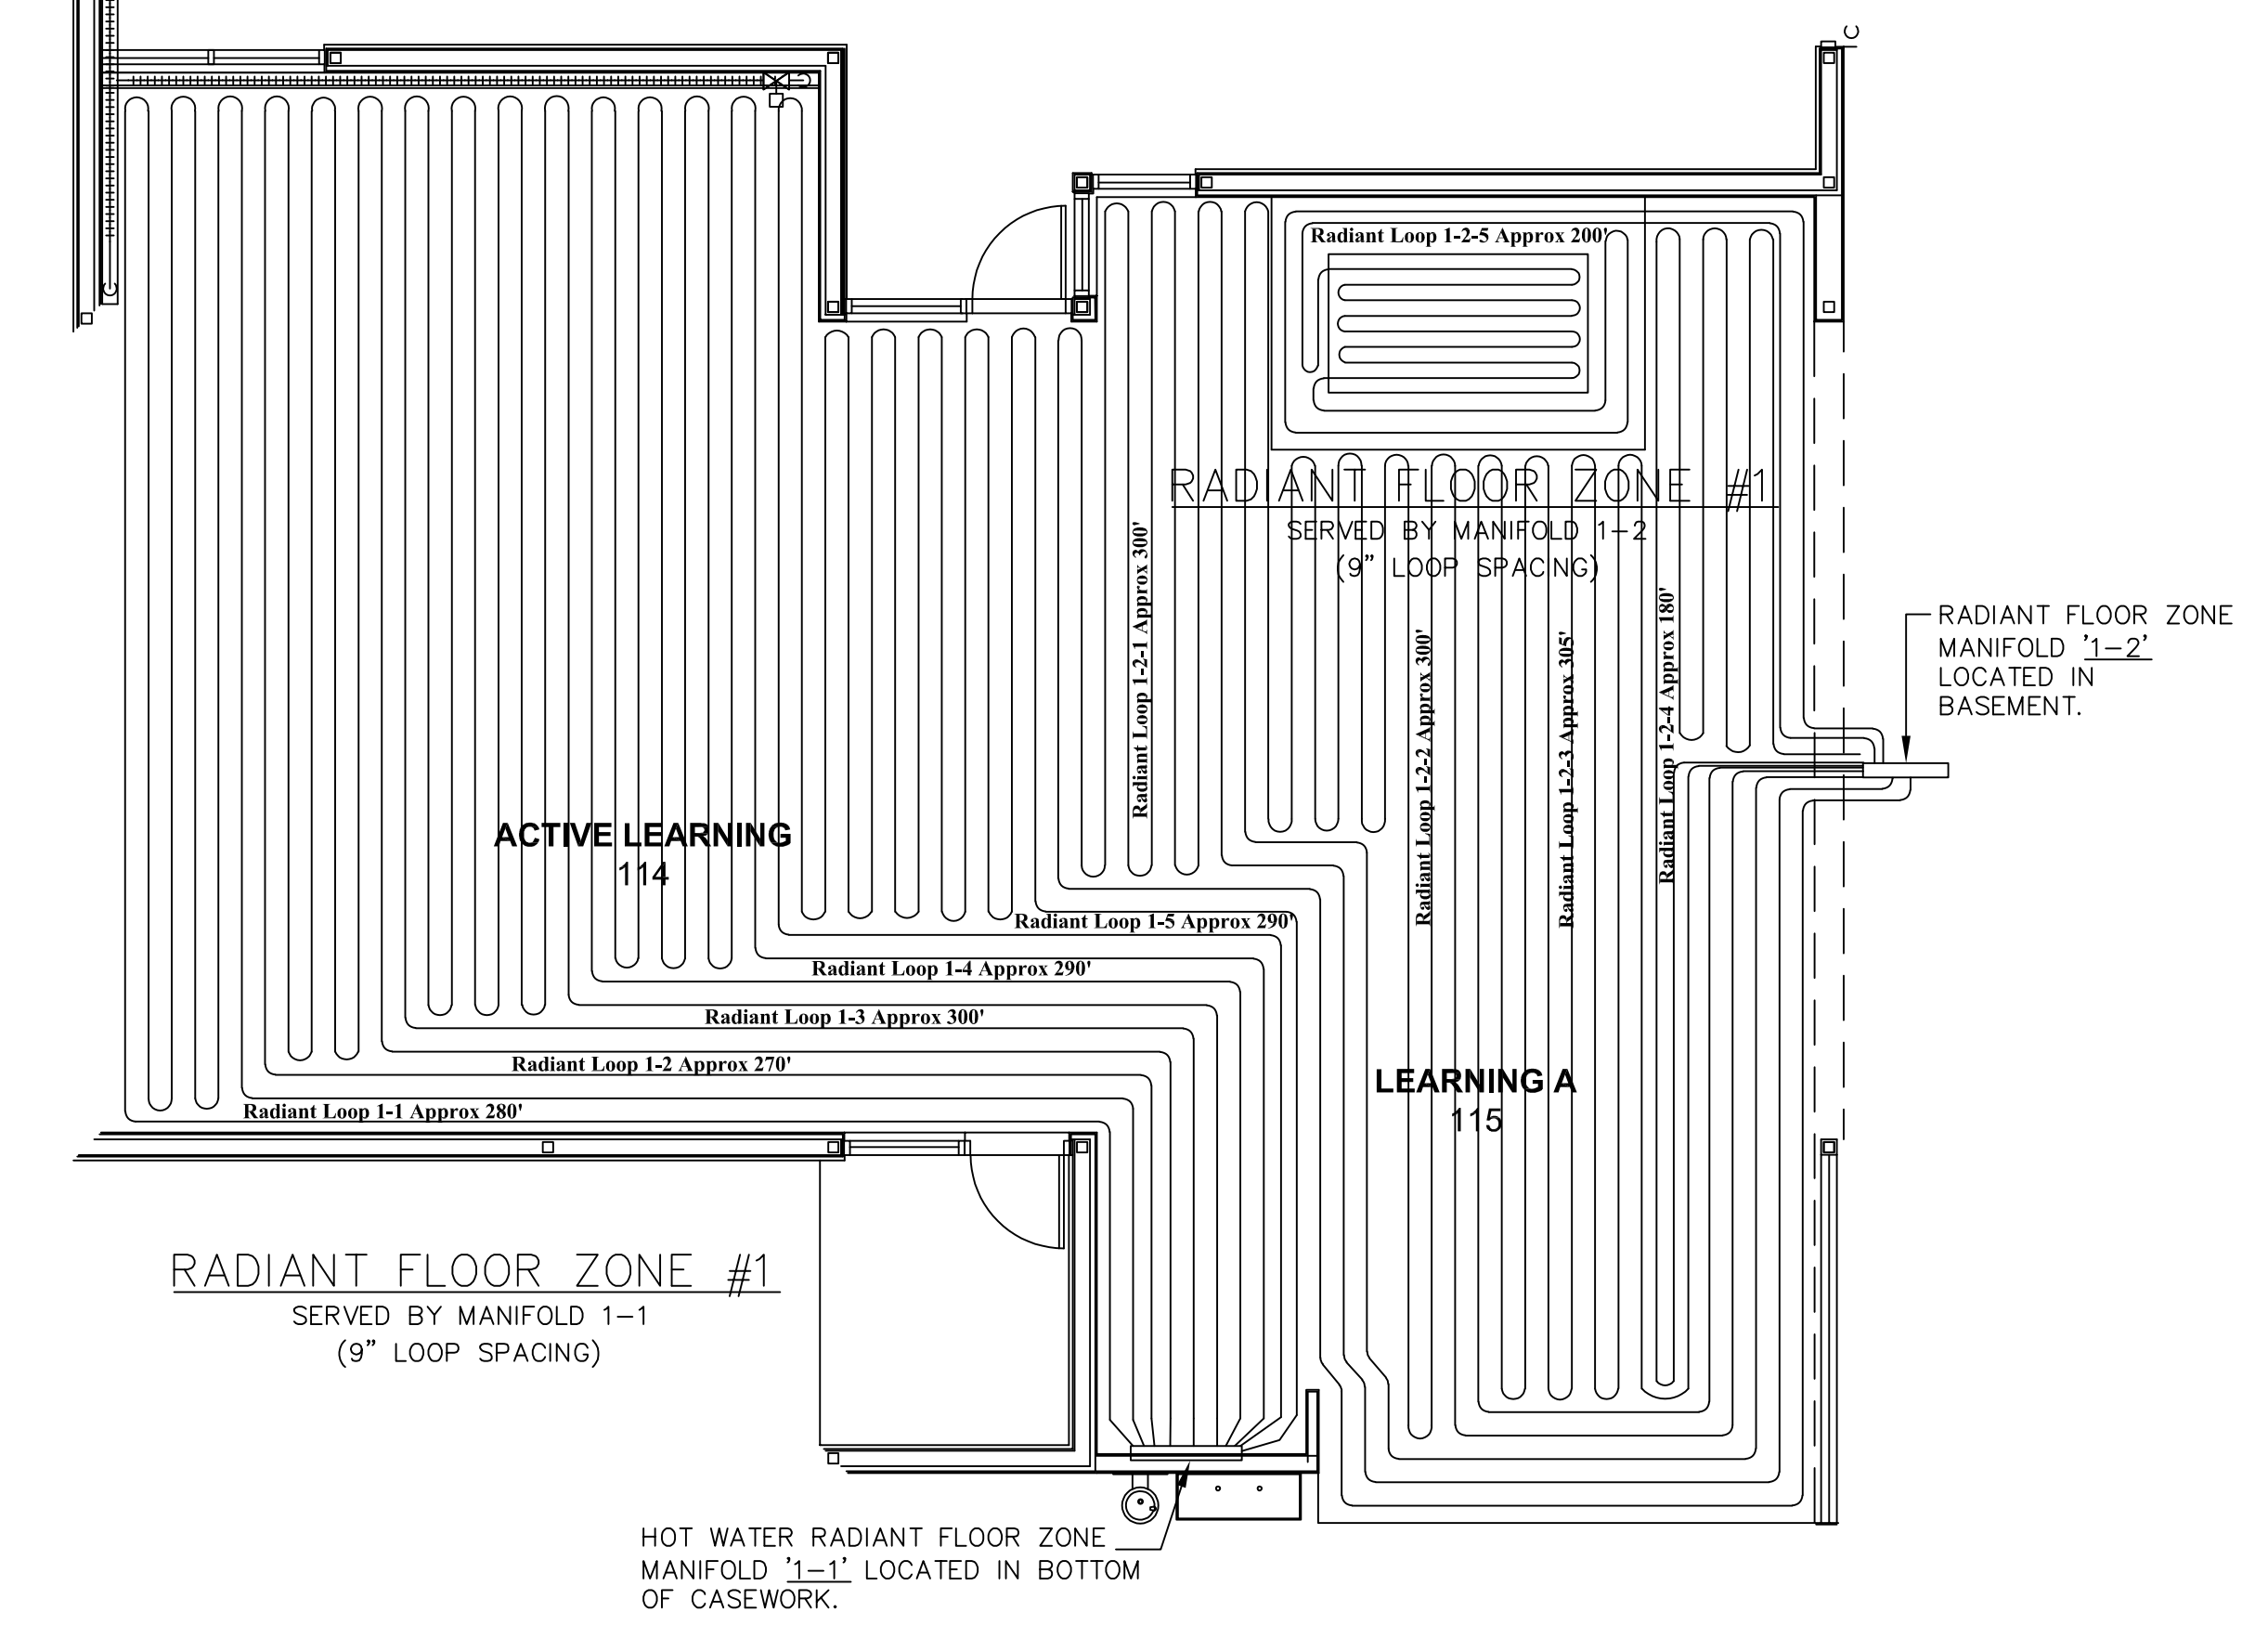 C
Radiant Loop 1-2-5 Approx 200'
RADIANT FLOOR ZONE #1
SERVED BY MANIFOLD 1-2
(9" LOOP SPACNG)
Radiant Loop 1-2-1 Approx 300'
Radiant Loop 1-2-2 Approx 300'
Radiant Loop 1-2-3 Approx 305'
Radiant Loop 1-2-4 Approx 180'
RADIANT FLOOR ZONE
MANIFOLD '1-2'
LOCATED IN
BASEMENT.
ACTIVE LEARNING
114
Radiant Loop 1-5 Approx 290'
Radiant Loop 1-4 Approx 290'
Radiant Loop 1-3 Approx 300'
Radiant Loop 1-2 Approx 270'
Radiant Loop 1-1 Approx 280'
LEARNING A
115
RADIANT FLOOR ZONE #1
SERVED BY MANIFOLD 1-1
(9" LOOP SPACING)
HOT WATER RADIANT FLOOR ZONE
MANIFOLD '1-1' LOCATED IN BOTTOM
OF CASEWORK.